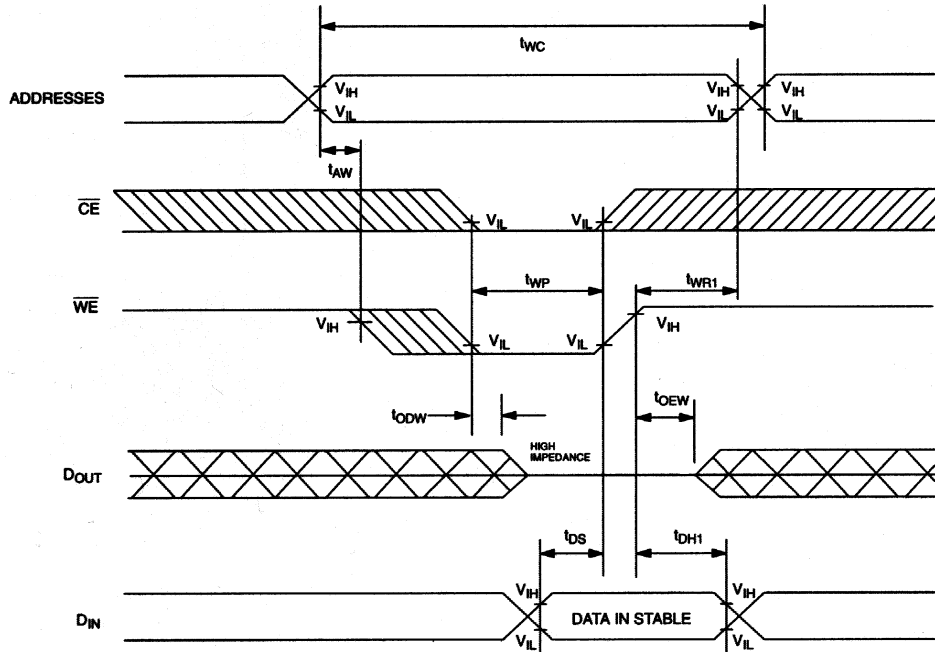 tWC
ADDRESSES
VIH
VIL
VIH
VIL
VIH
VIL
tAW
CE
VIL
VIL
tWP
tWR1
WE
VIH
VIL
VIL
VIH
tODW
tOEW
HIGH
IMPEDANCE
DOUT
tDS
tDH1
DIN
VIH
VIL
DATA IN STABLE
VIH
VIL